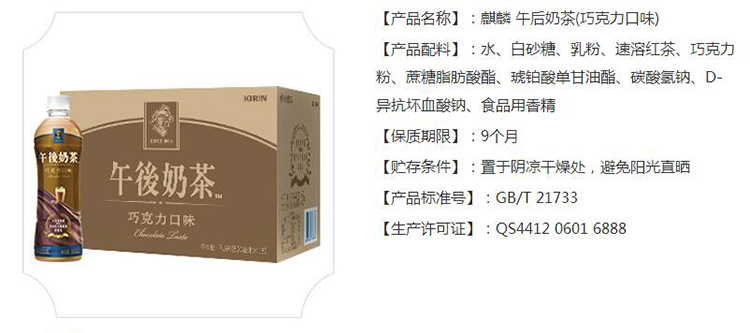 KIRIN
午後奶茶™
巧克力口味
Chocolate Taste
午後奶茶
巧克力口味
【产品名称】：麒麟 午后奶茶(巧克力口味)
【产品配料】：水、白砂糖、乳粉、速溶红茶、巧克力
粉、蔗糖脂肪酸酯、琥铂酸单甘油酯、碳酸氢钠、D-
异抗坏血酸钠、食品用香精
【保质期限】：9个月
【贮存条件】：置于阴凉干燥处，避免阳光直晒
【产品标准号】：GB/T 21733
【生产许可证】：QS4412 0601 6888